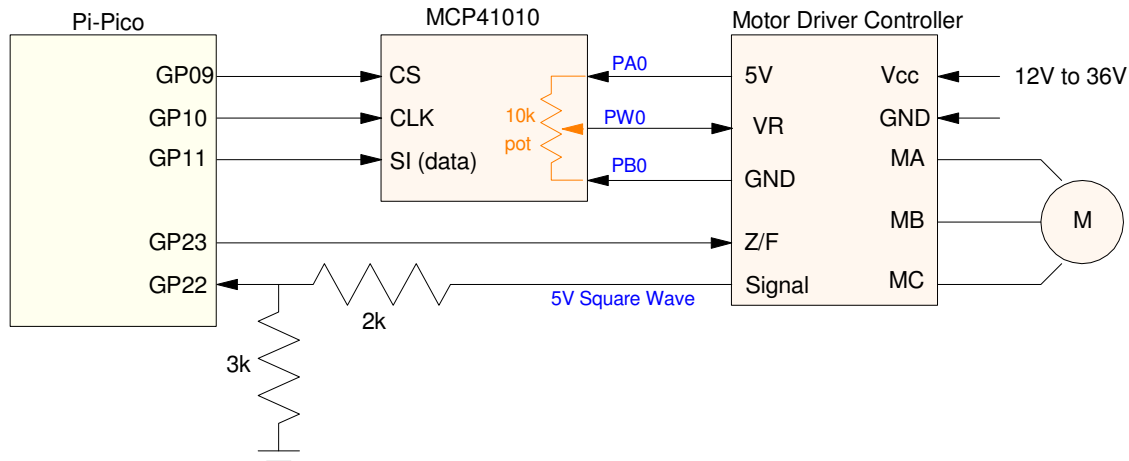 Pi-Pico
MCP41010
Motor Driver Controller
GP09
CS
PA0
5V
Vcc
12V to 36V
GP10
CLK
10k
pot
PW0
VR
GND
GP11
SI (data)
PB0
GND
MA
MB
M
GP23
Z/F
GP22
2k
5V Square Wave
Signal
MC
3k